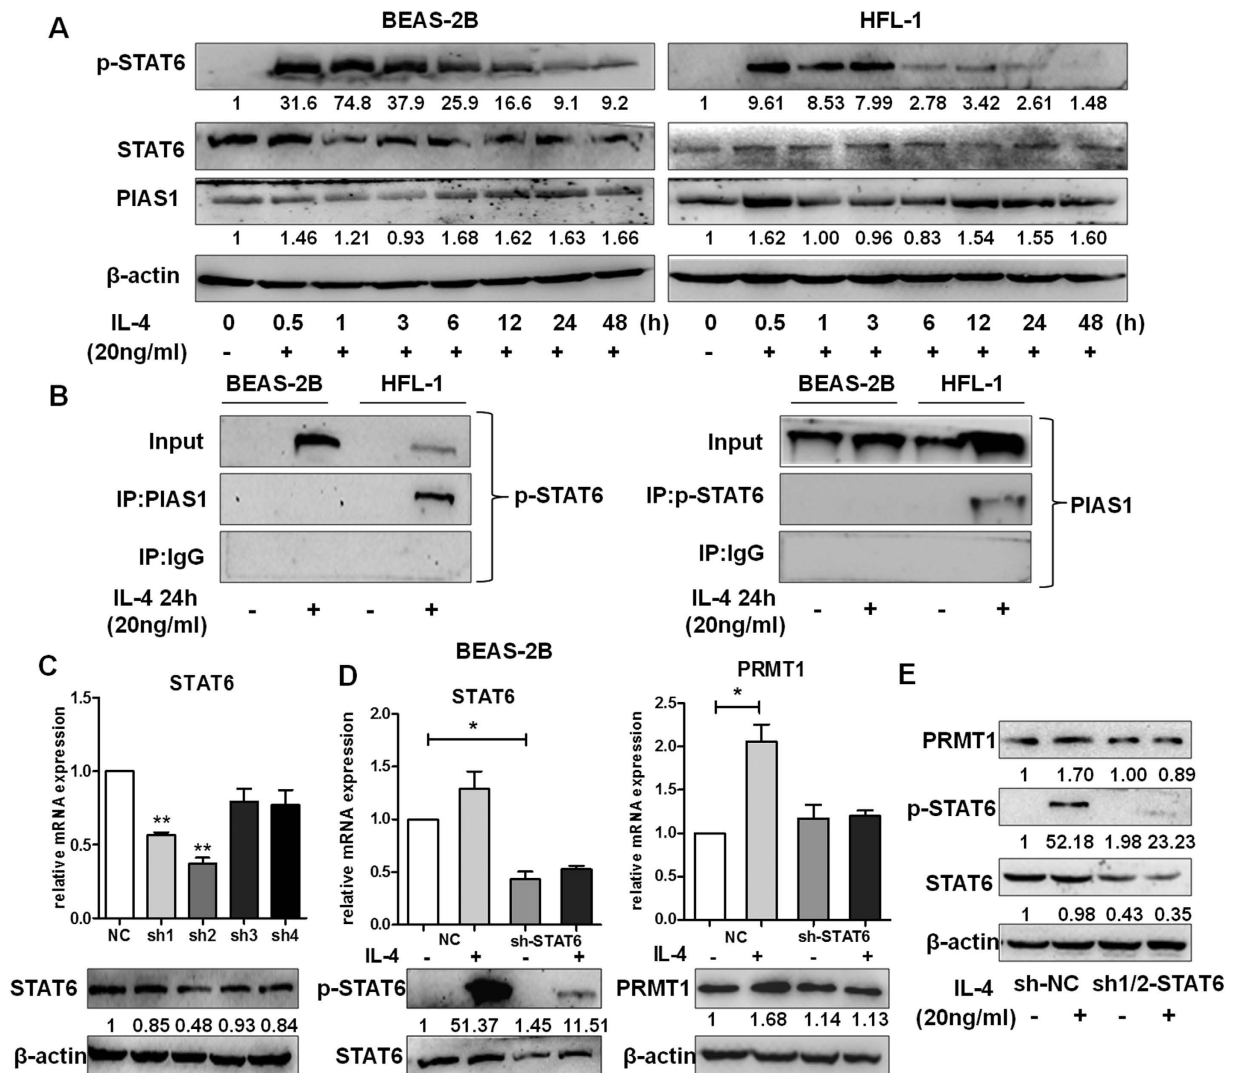 A
BEAS-2B HFL-1
p-STAT6
1 31.6 74.8 37.9 25.9 16.6 9.1 9.2 1 9.61 8.53 7.99 2.78 3.42 2.61 1.48
STAT6
PIAS1
1 1.46 1.21 0.93 1.68 1.62 1.63 1.66 1 1.62 1.00 0.96 0.83 1.54 1.55 1.60
β-actin
IL-4 0 0.5 1 3 6 12 24 48 (h) 0 0.5 1 3 6 12 24 48 (h)
(20ng/ml) - + + + + + + + - + + + + + + +
B
BEAS-2B HFL-1
Input
IP:PIAS1
p-STAT6
IP:IgG
IL-4 24h - + - +
(20ng/ml)
BEAS-2B HFL-1
Input
IP:p-STAT6
PIAS1
IP:IgG
IL-4 24h - + - +
(20ng/ml)
C
STAT6
relative mRNA expression
1.5
1.0
0.5
0.0
** **
NC sh1 sh2 sh3 sh4
STAT6
1 0.85 0.48 0.93 0.84
β-actin
D
BEAS-2B
STAT6
relative mRNA expression
2.0
1.5
1.0
0.5
0.0
*
NC sh-STAT6
IL-4 - + - +
p-STAT6
1 51.37 1.45 11.51
STAT6
PRMT1
relative mRNA expression
2.5
2.0
1.5
1.0
0.5
0.0
*
NC sh-STAT6
IL-4 - + - +
PRMT1
1 1.68 1.14 1.13
β-actin
E
PRMT1
1 1.70 1.00 0.89
p-STAT6
1 52.18 1.98 23.23
STAT6
1 0.98 0.43 0.35
β-actin
sh-NC sh1/2-STAT6
IL-4
(20ng/ml) - + - +